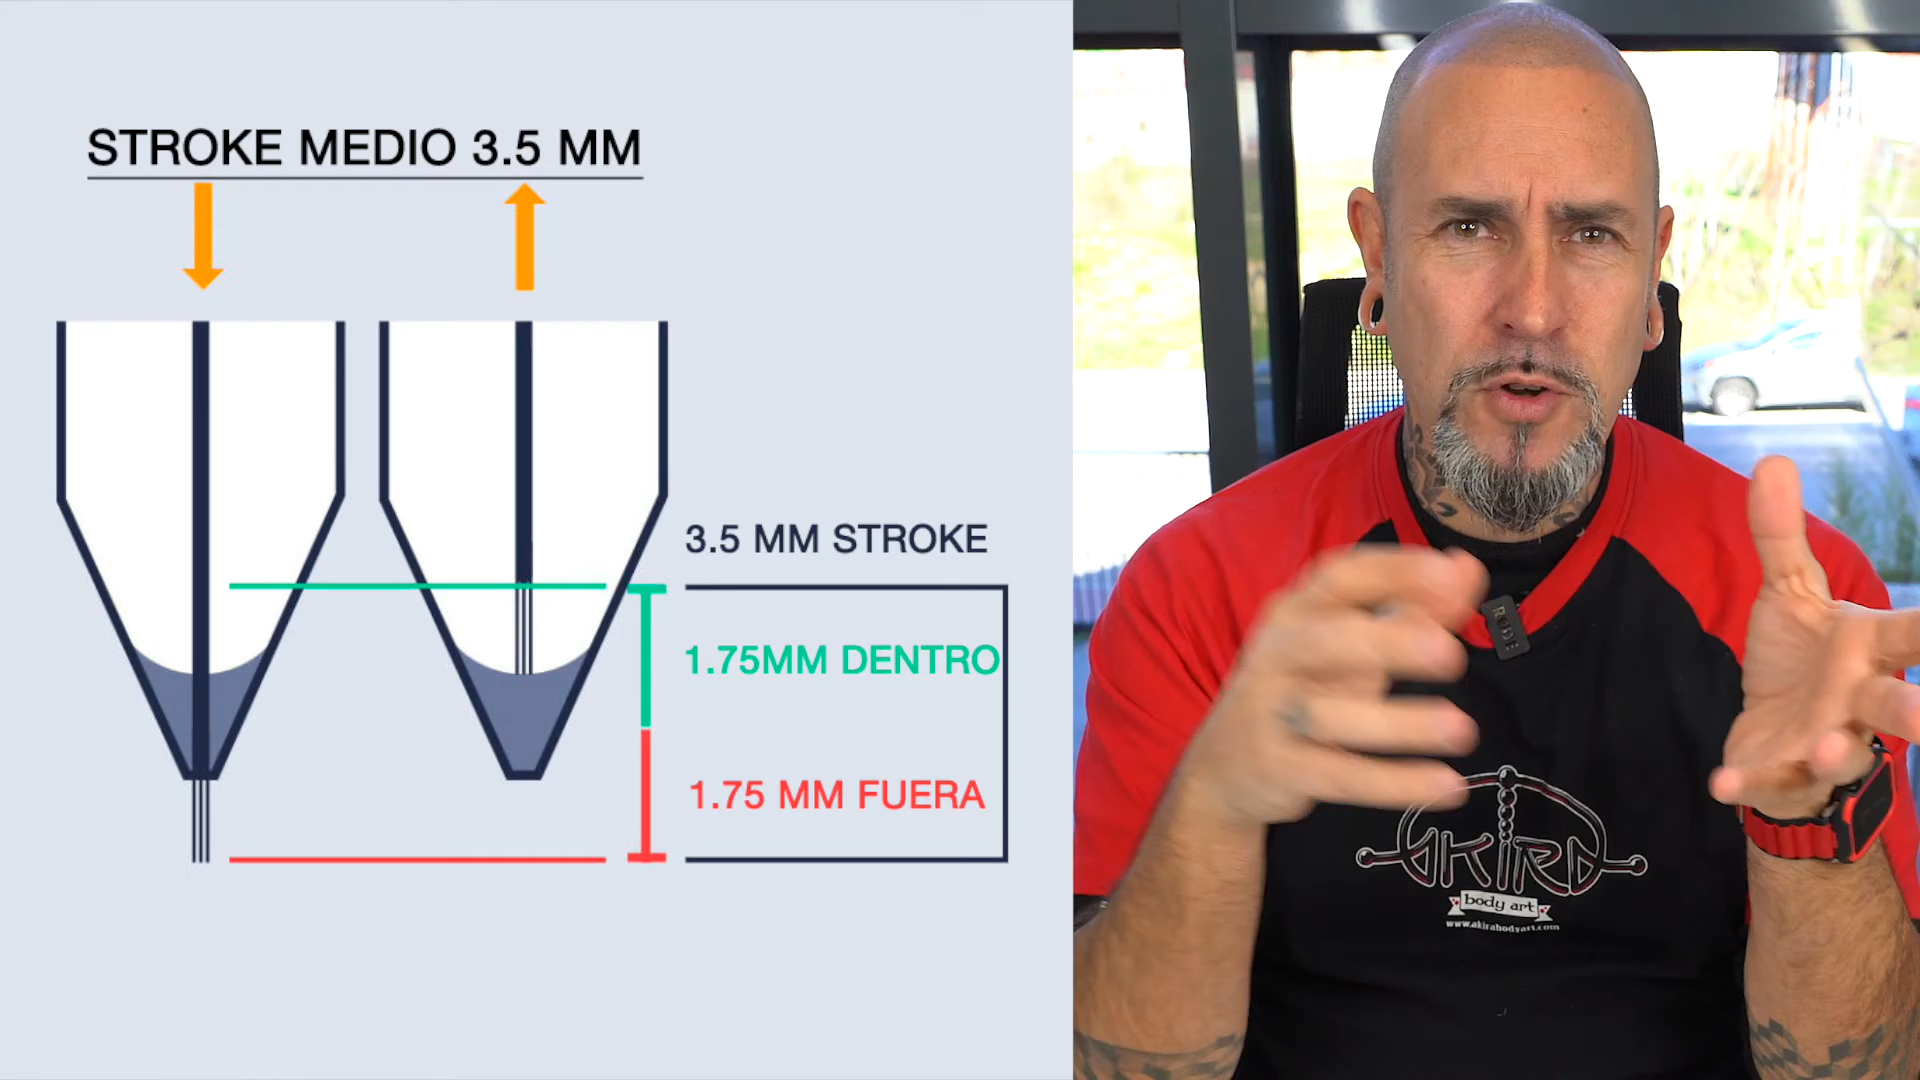 STROKE MEDIO 3.5 MM
3.5 MM STROKE
1.75MM DENTRO
1.75 MM FUERA
RODE
AKIRA
body art
www.akirabodyart.com